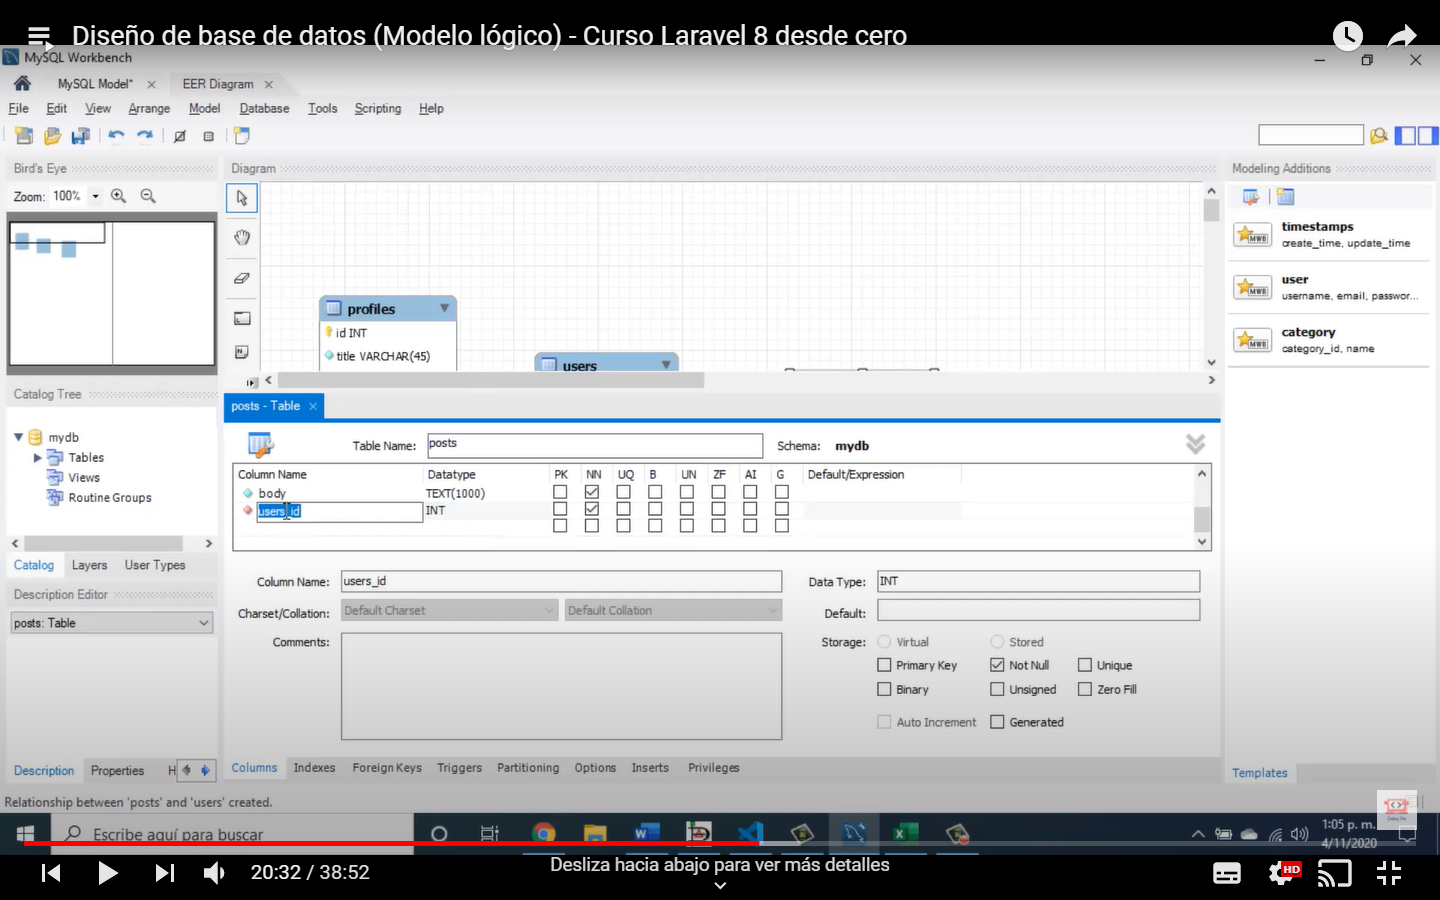 Diseño de base de datos (Modelo lógico) - Curso Laravel 8 desde cero
MySQL Workbench
MySQL Model* EER Diagram
File Edit View Arrange Model Database Tools Scripting Help
Bird's Eye
Zoom: 100%
Diagram
profiles
id INT
title VARCHAR(45)
users
Modeling Additions
timestamps
create_time, update_time
user
username, email, passwor...
category
category_id, name
Templates
Catalog Tree
mydb
Tables
Views
Routine Groups
Catalog Layers User Types
Description Editor
posts: Table
Description Properties H
posts - Table
Table Name: posts Schema: mydb
Column Name Datatype PK NN UQ B UN ZF AI G Default/Expression
body TEXT(1000)
users_id INT
Column Name: users_id Data Type: INT
Charset/Collation: Default Charset Default Collation Default:
Comments: Storage: Virtual Stored
Primary Key Not Null Unique
Binary Unsigned Zero Fill
Auto Increment Generated
Columns Indexes Foreign Keys Triggers Partitioning Options Inserts Privileges
Relationship between 'posts' and 'users' created.
Escribe aquí para buscar
1:05 p. m.
4/11/2020
20:32 / 38:52
Desliza hacia abajo para ver más detalles
HD